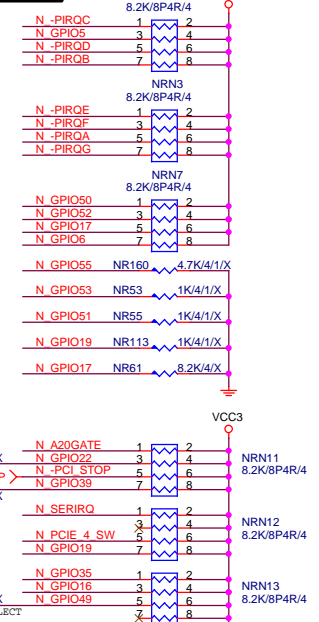 8.2K/8P4R/4
N_-PIRQC 1 2
N_GPIO5 3 4
N_-PIRQD 5 6
N_-PIRQB 7 8
NRN3
8.2K/8P4R/4
N_-PIRQE 1 2
N_-PIRQF 3 4
N_-PIRQA 5 6
N_-PIRQG 7 8
NRN7
8.2K/8P4R/4
N_GPIO50 1 2
N_GPIO52 3 4
N_GPIO17 5 6
N_GPIO6 7 8
N_GPIO55 NR160 4.7K/4/1/X
N_GPIO53 NR53 1K/4/1/X
N_GPIO51 NR55 1K/4/1/X
N_GPIO19 NR113 1K/4/1/X
N_GPIO17 NR61 8.2K/4/X
VCC3
N_A20GATE 1 2
N_GPIO22 3 4 NRN11
N_-PCI_STOP 5 6 8.2K/8P4R/4
N_GPIO39 7 8
N_SERIRQ 1 2
3 4 NRN12
N_PCIE_4_SW 5 6 8.2K/8P4R/4
N_GPIO19 7 8
N_GPIO35 1 2
N_GPIO16 3 4 NRN13
N_GPIO49 5 6 8.2K/8P4R/4
LECT 7 8